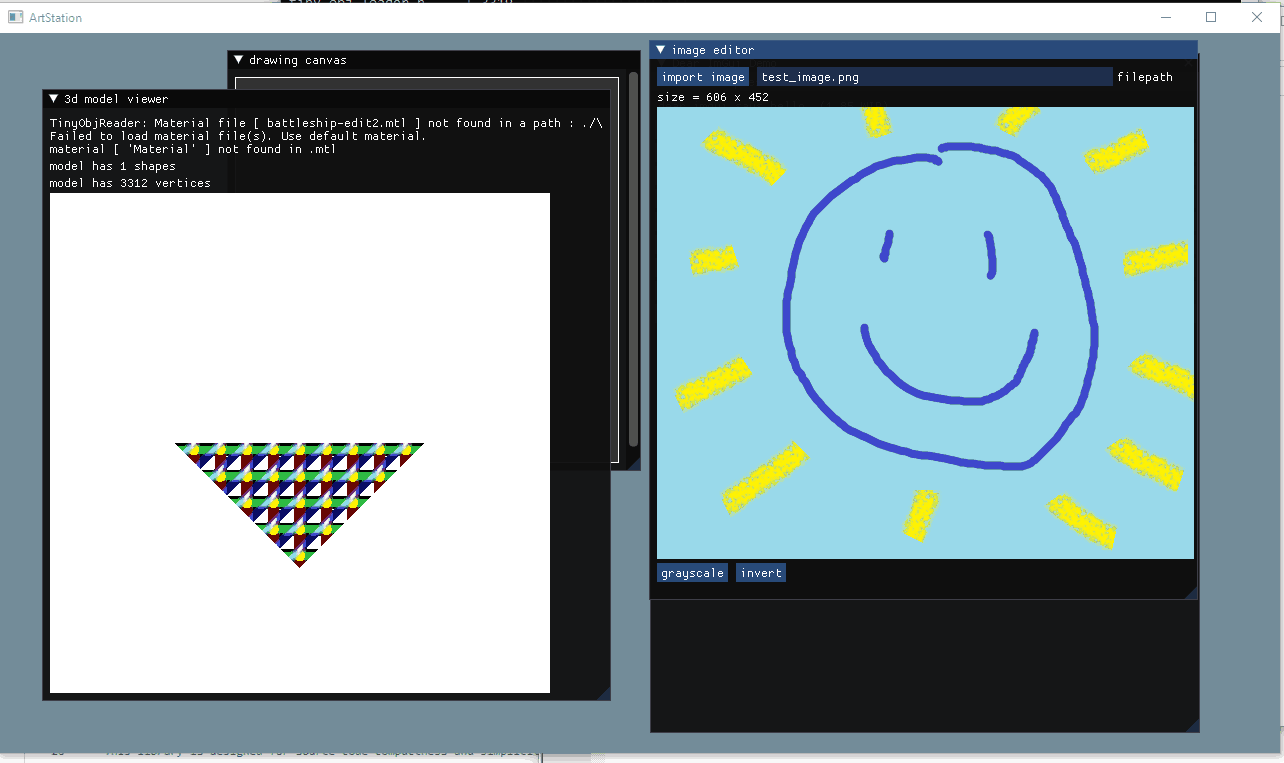 ArtStation
drawing canvas
3d model viewer
TinyObjReader: Material file [ battleship-edit2.mtl ] not found in a path : ./\
Failed to load material file(s). Use default material.
material [ 'Material' ] not found in .mtl
model has 1 shapes
model has 3312 vertices
image editor
import image test_image.png filepath
size = 606 x 452
grayscale invert